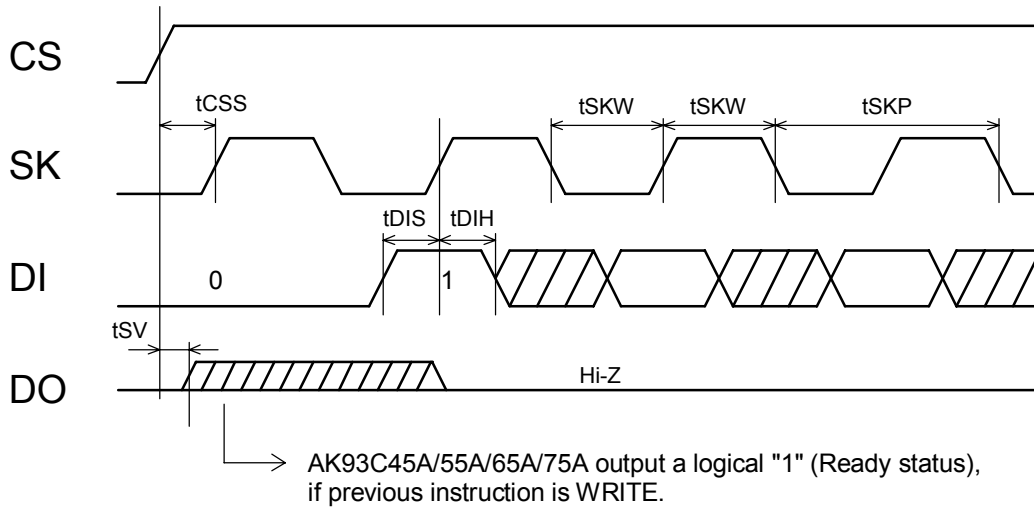 CS
tCSS
tSKW tSKW tSKP
SK
tDIS tDIH
DI 0 1
tSV
DO Hi-Z
AK93C45A/55A/65A/75A output a logical "1" (Ready status),
if previous instruction is WRITE.